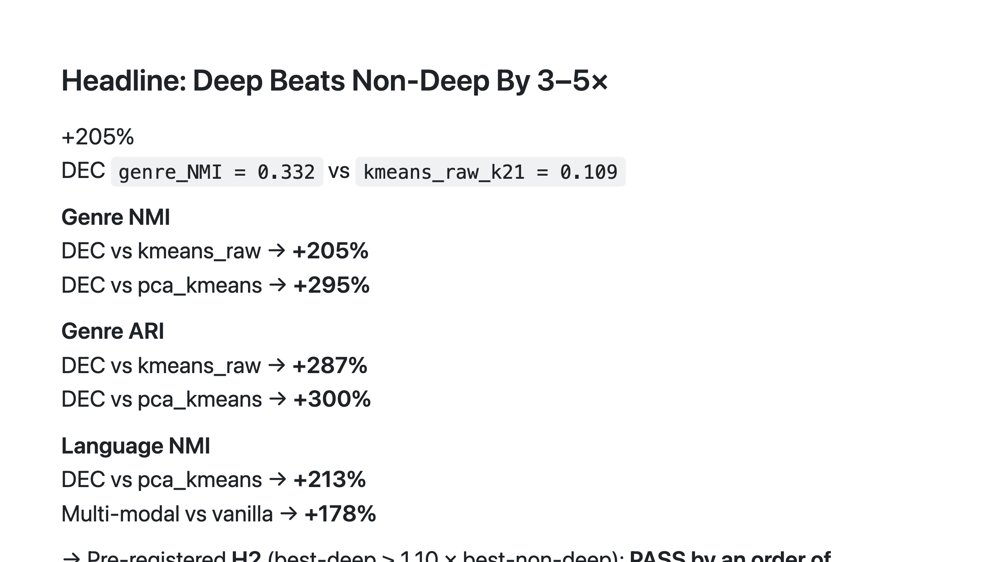 Headline: Deep Beats Non-Deep By 3–5×
+205%
DEC genre_NMI = 0.332 vs kmeans_raw_k21 = 0.109
Genre NMI
DEC vs kmeans_raw → +205%
DEC vs pca_kmeans → +295%
Genre ARI
DEC vs kmeans_raw → +287%
DEC vs pca_kmeans → +300%
Language NMI
DEC vs pca_kmeans → +213%
Multi-modal vs vanilla → +178%
→ Pre-registered H2 (best-deep > 1.10 × best-non-deep): PASS by an order of